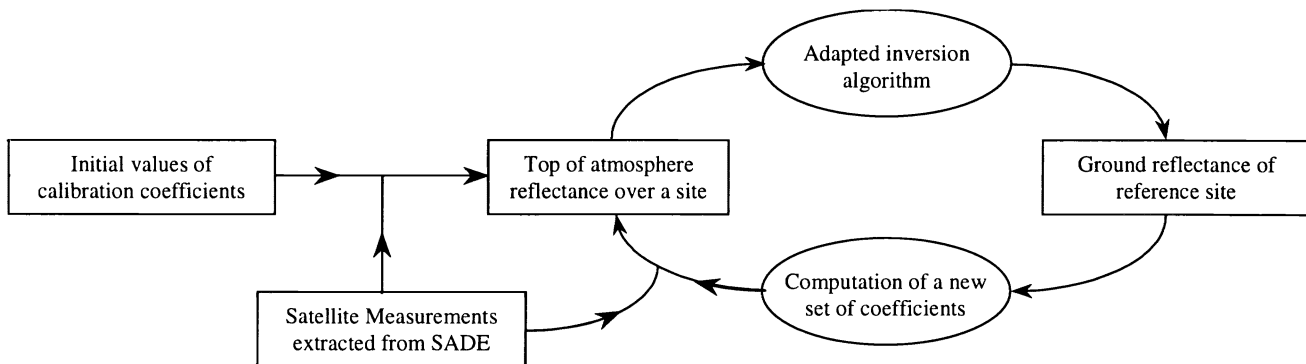 Adapted inversion
algorithm
Initial values of
calibration coefficients
Top of atmosphere
reflectance over a site
Ground reflectance of
reference site
Satellite Measurements
extracted from SADE
Computation of a new
set of coefficients